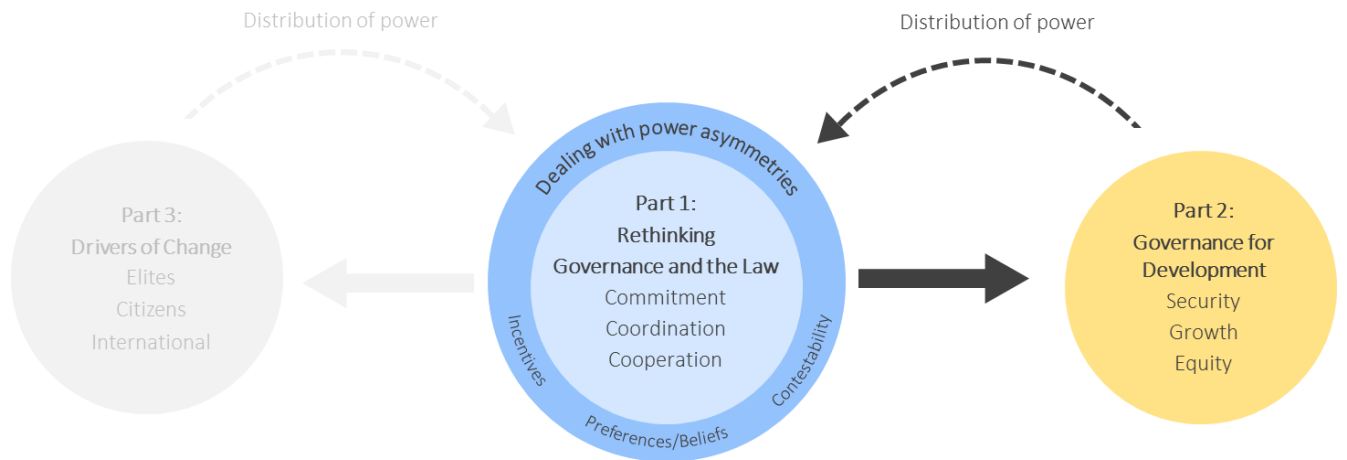 Distribution of power
Distribution of power
Part 3:
Drivers of Change
Elites
Citizens
International
Dealing with power asymmetries
Part 1:
Rethinking
Governance and the Law
Commitment
Coordination
Cooperation
Incentives
Preferences/Beliefs
Contestability
Part 2:
Governance for
Development
Security
Growth
Equity